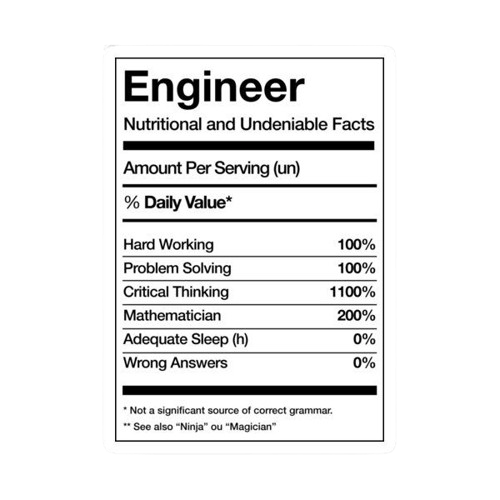 Engineer
Nutritional and Undeniable Facts
Amount Per Serving (un)
% Daily Value*
Hard Working 100%
Problem Solving 100%
Critical Thinking 1100%
Mathematician 200%
Adequate Sleep (h) 0%
Wrong Answers 0%
* Not a significant source of correct grammar.
** See also “Ninja” ou “Magician”